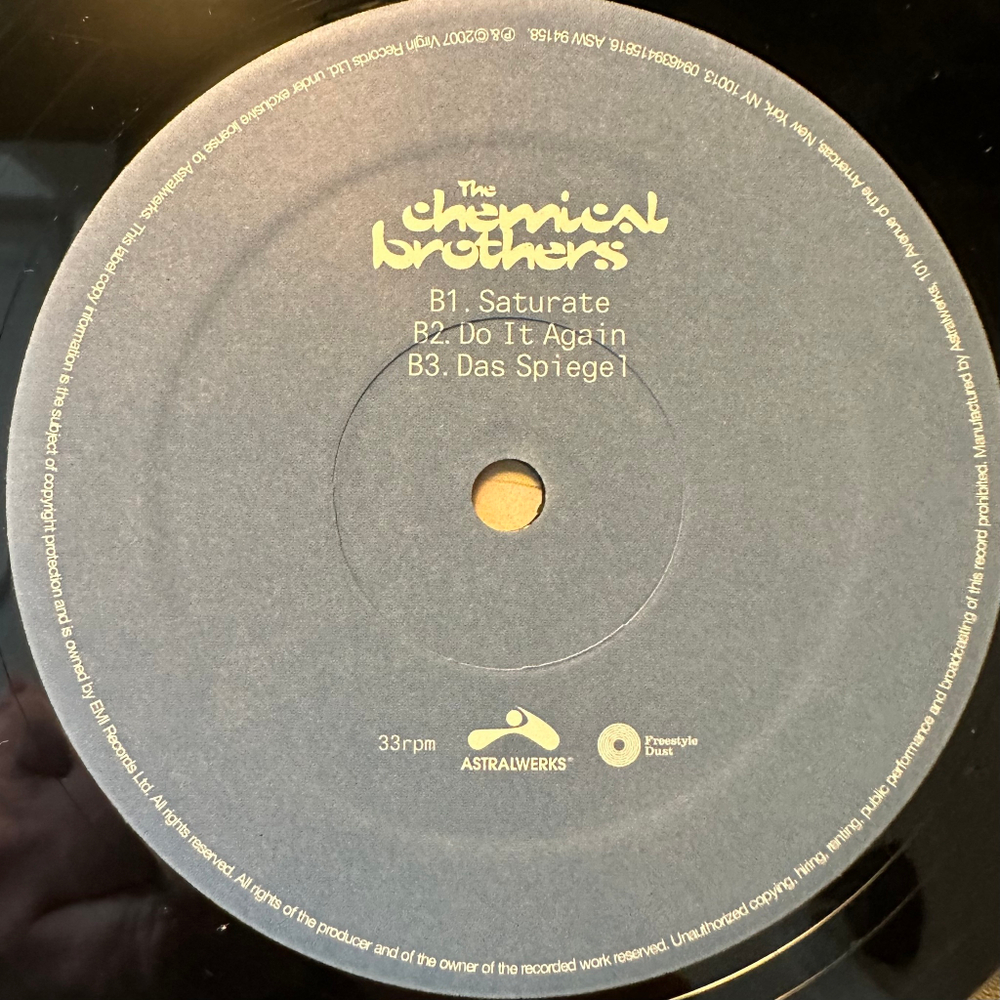 The
chemical
brothers
B1. Saturate
B2. Do It Again
B3. Das Spiegel
33rpm
ASTRALWERKS®
Freestyle
Dust
℗&©2007 Virgin Records Ltd. under exclusive license to Astralwerks. This label copy information is the subject of copyright protection and is owned by EMI Records Ltd. All rights reserved. All rights of the producer and of the owner of the recorded work reserved. Unauthorized copying, hiring, renting, public performance and broadcasting of this record prohibited. Manufactured by Astralwerks, 101 Avenue of the Americas, New York, NY 10013. 094639415816. ASW 94158.